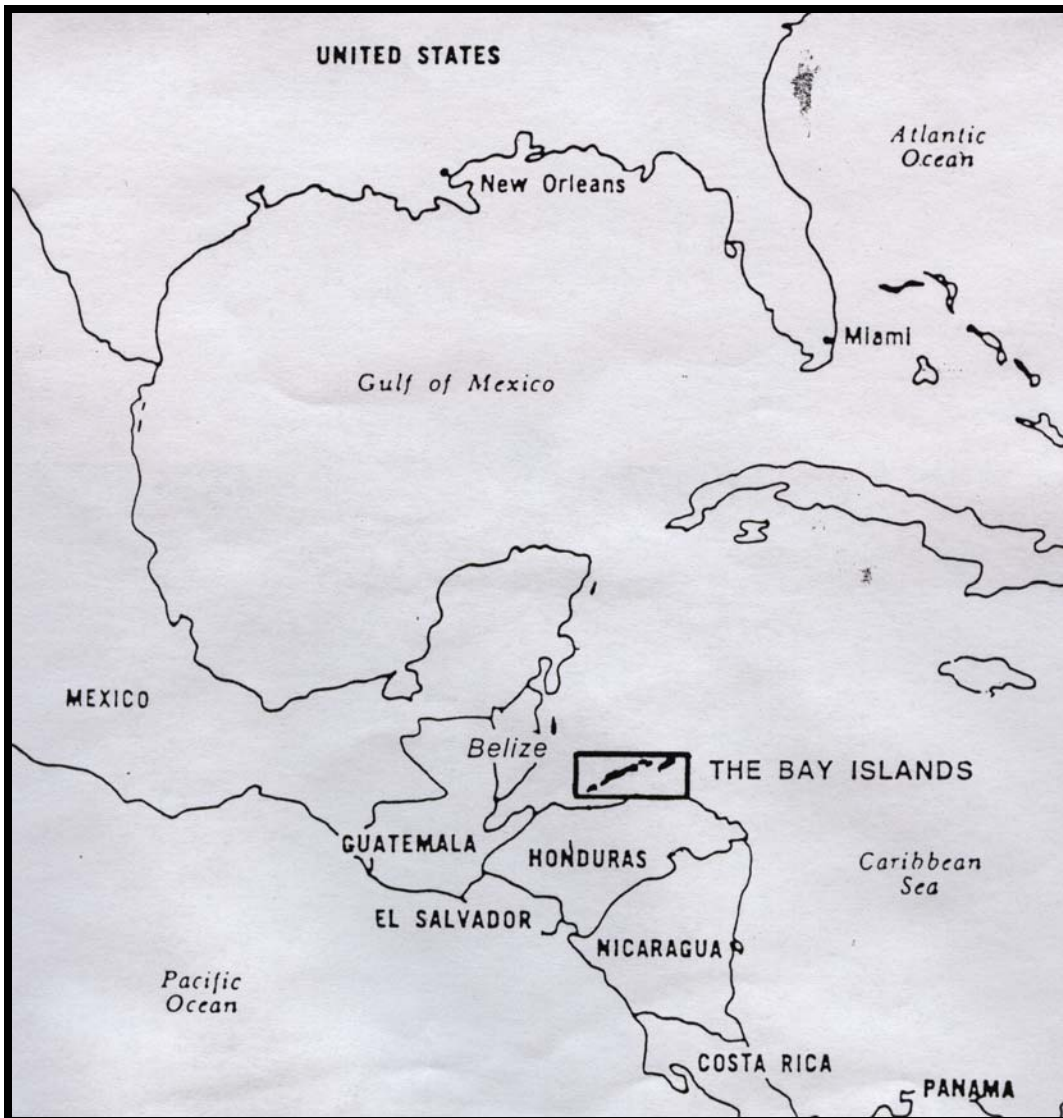 UNITED STATES
Atlantic
Ocean
New Orleans
Miami
Gulf of Mexico
MEXICO
Belize
THE BAY ISLANDS
GUATEMALA
HONDURAS
Caribbean
Sea
EL SALVADOR
NICARAGUA
Pacific
Ocean
COSTA RICA
PANAMA